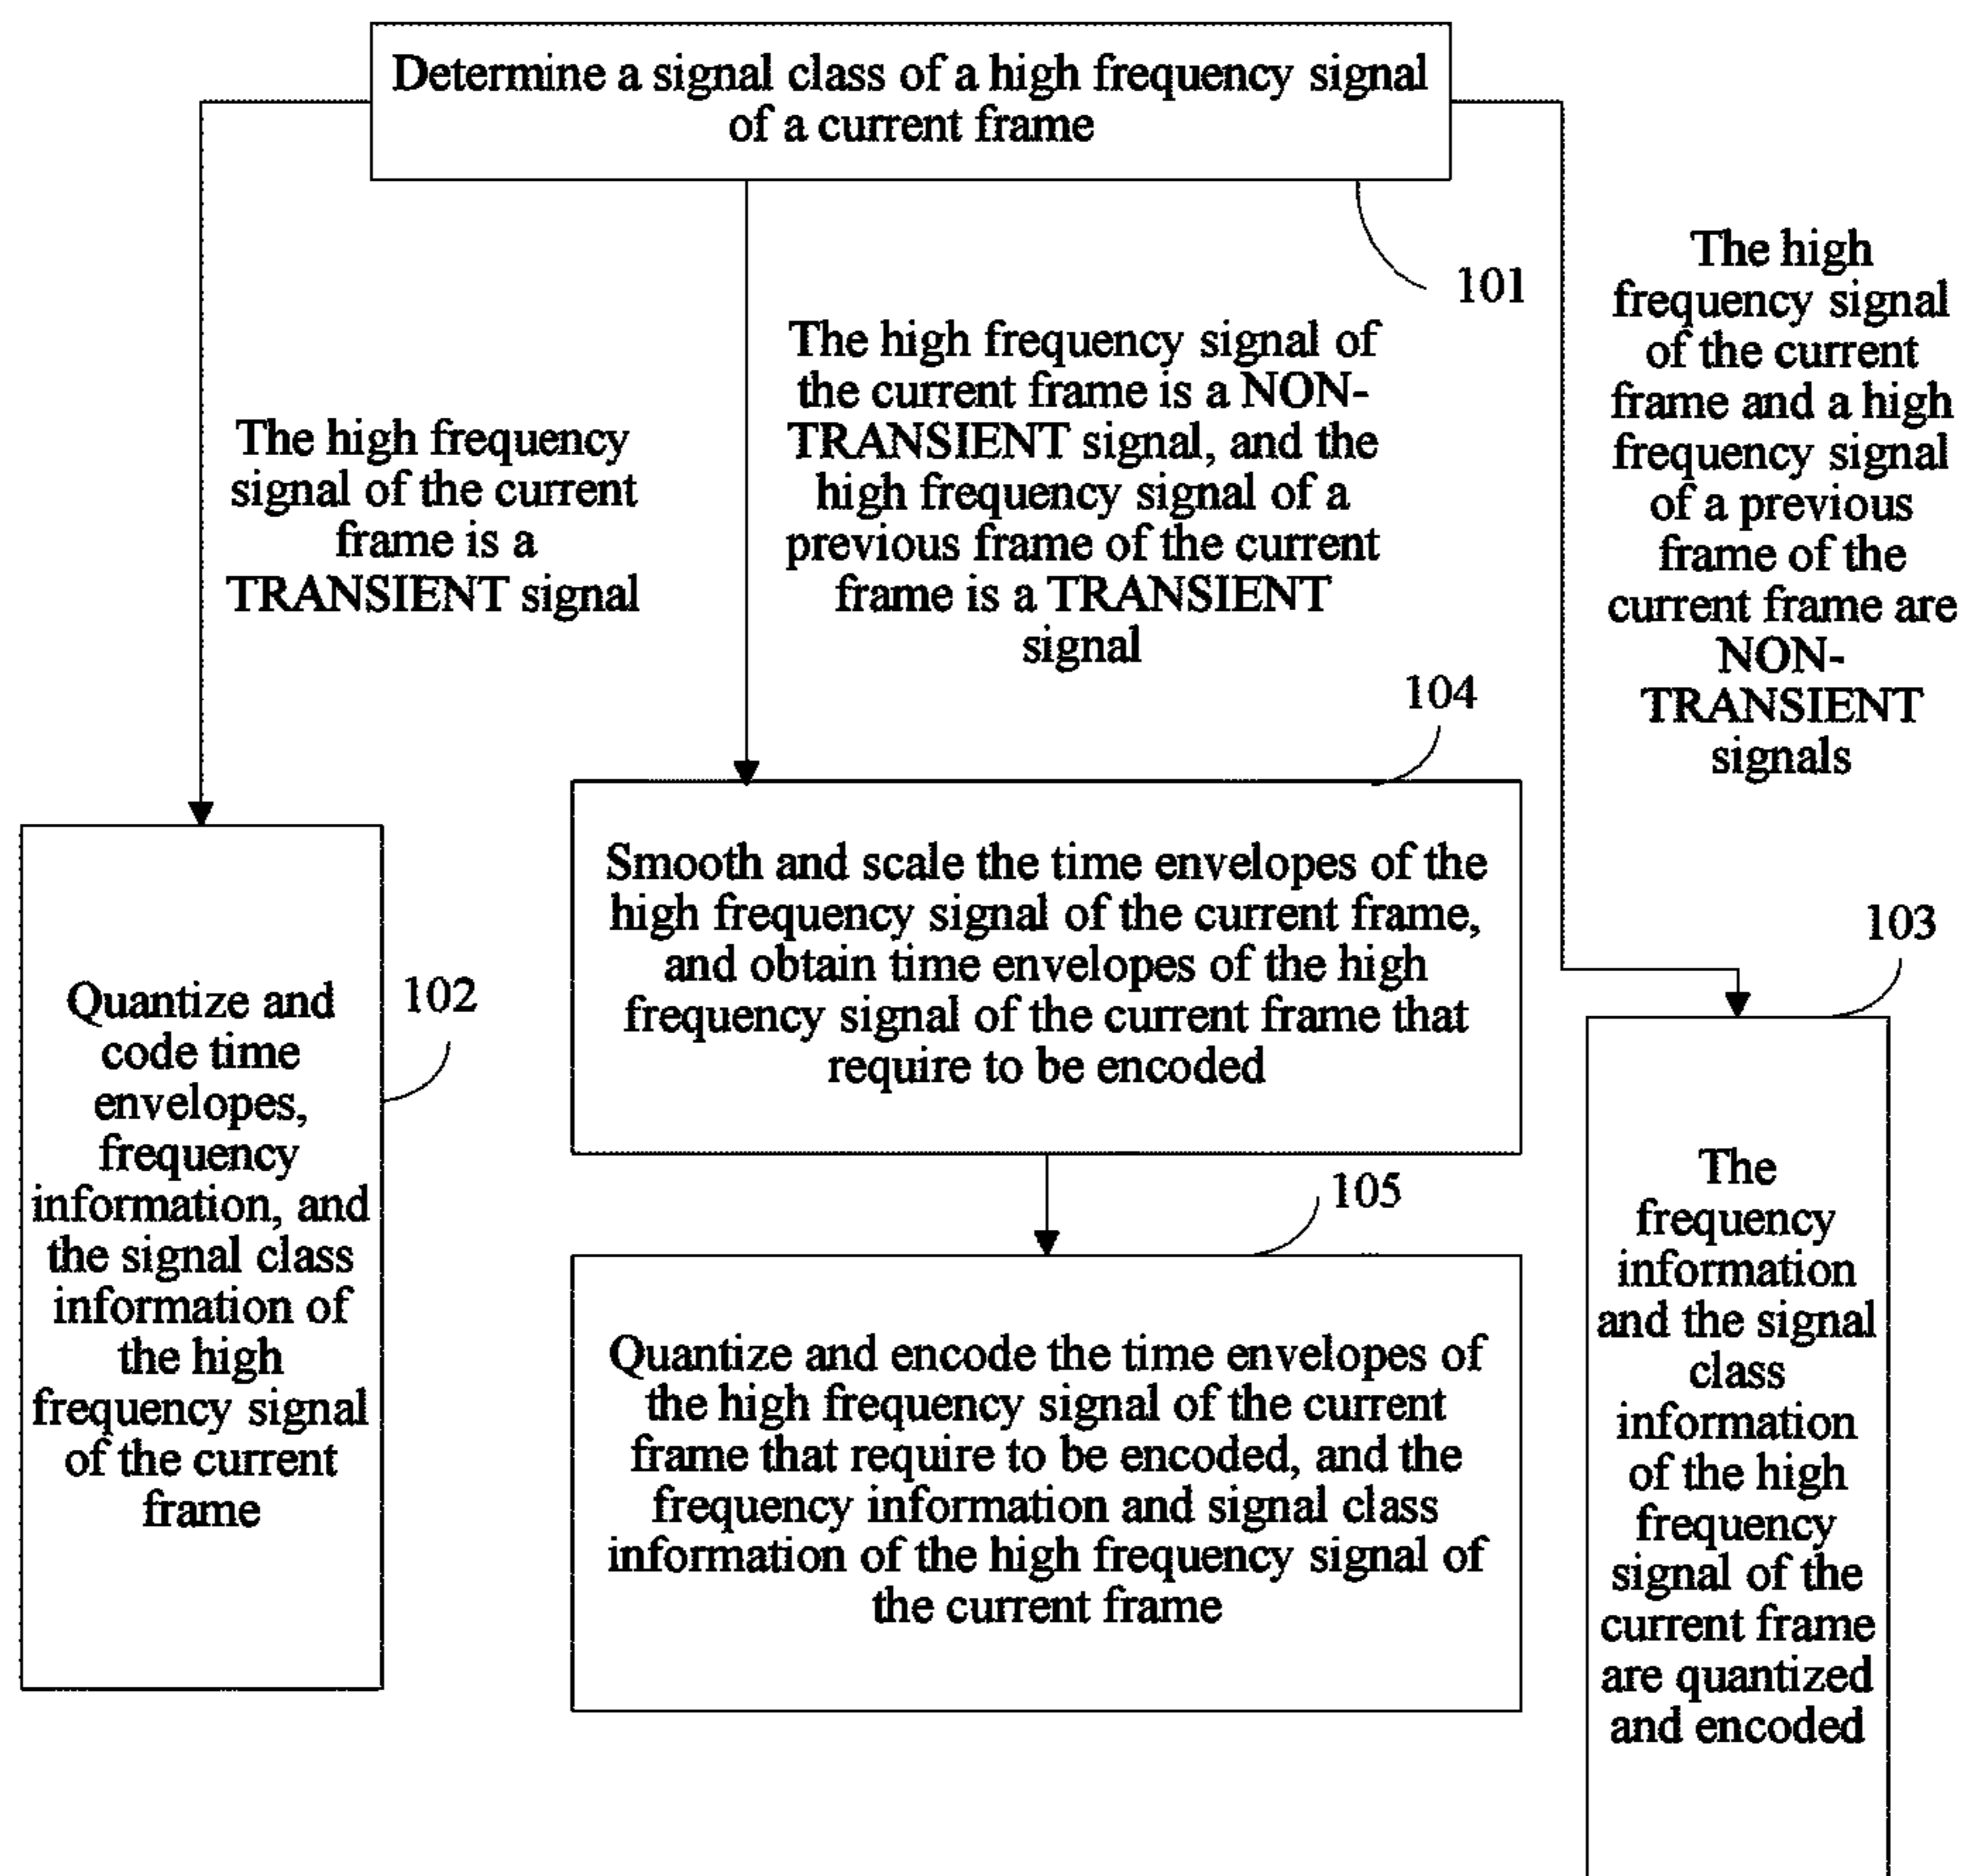 Determine a signal class of a high frequency signal
of a current frame
101
The high frequency
signal of the current
frame is a
TRANSIENT signal
The high frequency signal of
the current frame is a NON-
TRANSIENT signal, and the
high frequency signal of a
previous frame of the current
frame is a TRANSIENT
signal
The high
frequency signal
of the current
frame and a high
frequency signal
of a previous
frame of the
current frame are
NON-
TRANSIENT
signals
104
Smooth and scale the time envelopes of the
high frequency signal of the current frame,
and obtain time envelopes of the high
frequency signal of the current frame that
require to be encoded
103
102
Quantize and
code time
envelopes,
frequency
information, and
the signal class
information of
the high
frequency signal
of the current
frame
105
Quantize and encode the time envelopes of
the high frequency signal of the current
frame that require to be encoded, and the
frequency information and signal class
information of the high frequency signal of
the current frame
The
frequency
information
and the signal
class
information
of the high
frequency
signal of the
current frame
are quantized
and encoded